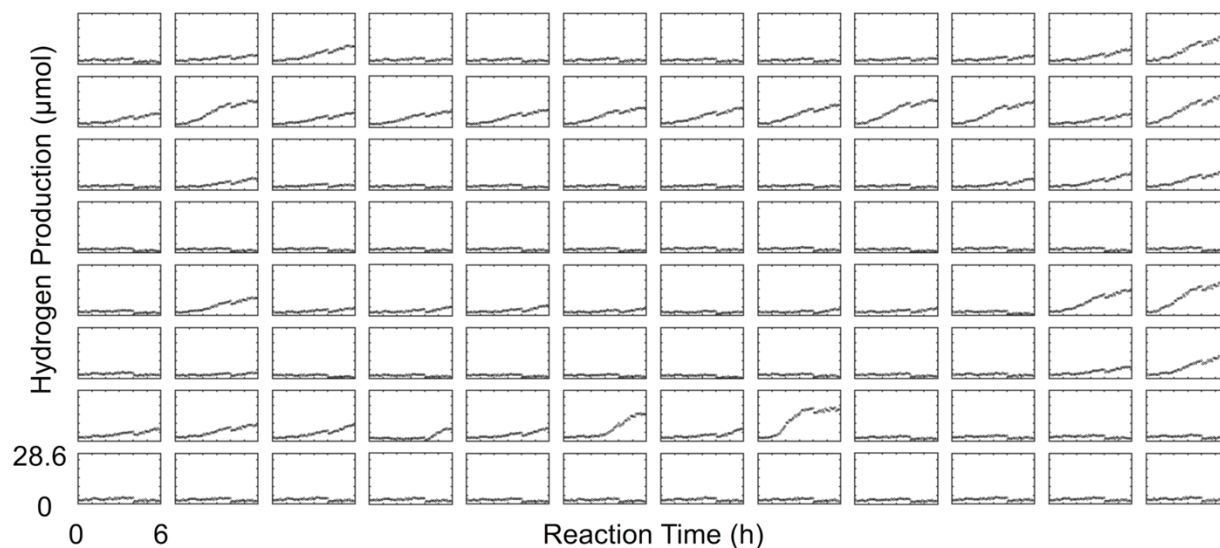 Hydrogen Production (μmol)
28.6
0
0 6
Reaction Time (h)